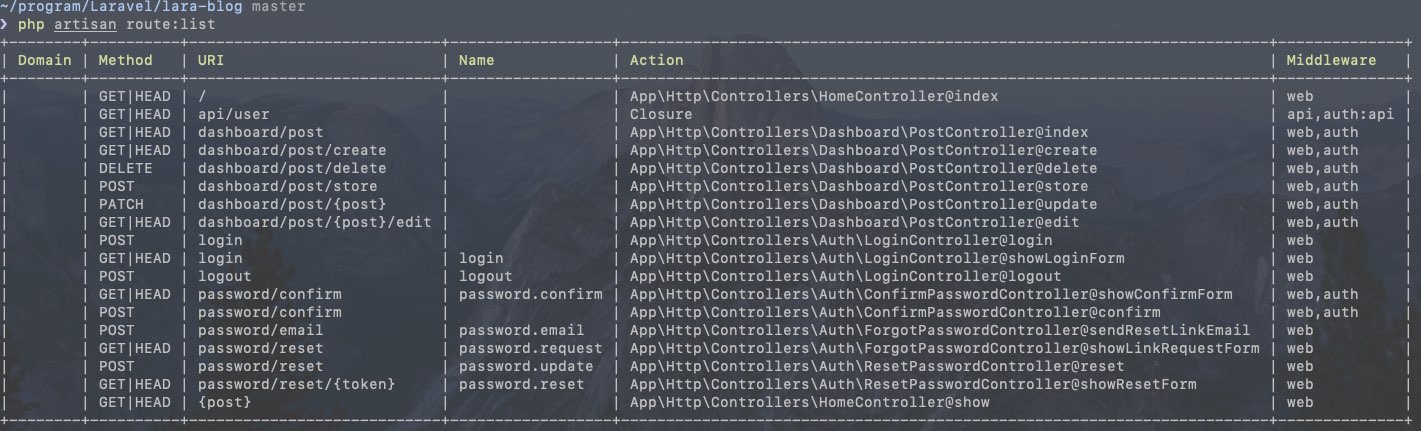 ~/program/Laravel/lara-blog master
❯ php artisan route:list
+--------+----------+----------------------------+------------------+------------------------------------------------------------------------+--------------+
| Domain | Method   | URI                        | Name             | Action                                                                 | Middleware   |
+--------+----------+----------------------------+------------------+------------------------------------------------------------------------+--------------+
|        | GET|HEAD | /                          |                  | App\Http\Controllers\HomeController@index                              | web          |
|        | GET|HEAD | api/user                   |                  | Closure                                                                | api,auth:api |
|        | GET|HEAD | dashboard/post             |                  | App\Http\Controllers\Dashboard\PostController@index                    | web,auth     |
|        | GET|HEAD | dashboard/post/create      |                  | App\Http\Controllers\Dashboard\PostController@create                   | web,auth     |
|        | DELETE   | dashboard/post/delete      |                  | App\Http\Controllers\Dashboard\PostController@delete                   | web,auth     |
|        | POST     | dashboard/post/store       |                  | App\Http\Controllers\Dashboard\PostController@store                    | web,auth     |
|        | PATCH    | dashboard/post/{post}      |                  | App\Http\Controllers\Dashboard\PostController@update                   | web,auth     |
|        | GET|HEAD | dashboard/post/{post}/edit |                  | App\Http\Controllers\Dashboard\PostController@edit                     | web,auth     |
|        | POST     | login                      |                  | App\Http\Controllers\Auth\LoginController@login                        | web          |
|        | GET|HEAD | login                      | login            | App\Http\Controllers\Auth\LoginController@showLoginForm                | web          |
|        | POST     | logout                     | logout           | App\Http\Controllers\Auth\LoginController@logout                       | web          |
|        | GET|HEAD | password/confirm           | password.confirm | App\Http\Controllers\Auth\ConfirmPasswordController@showConfirmForm    | web,auth     |
|        | POST     | password/confirm           |                  | App\Http\Controllers\Auth\ConfirmPasswordController@confirm            | web,auth     |
|        | POST     | password/email             | password.email   | App\Http\Controllers\Auth\ForgotPasswordController@sendResetLinkEmail  | web          |
|        | GET|HEAD | password/reset             | password.request | App\Http\Controllers\Auth\ForgotPasswordController@showLinkRequestForm | web          |
|        | POST     | password/reset             | password.update  | App\Http\Controllers\Auth\ResetPasswordController@reset                | web          |
|        | GET|HEAD | password/reset/{token}     | password.reset   | App\Http\Controllers\Auth\ResetPasswordController@showResetForm        | web          |
|        | GET|HEAD | {post}                     |                  | App\Http\Controllers\HomeController@show                               | web          |
+--------+----------+----------------------------+------------------+------------------------------------------------------------------------+--------------+